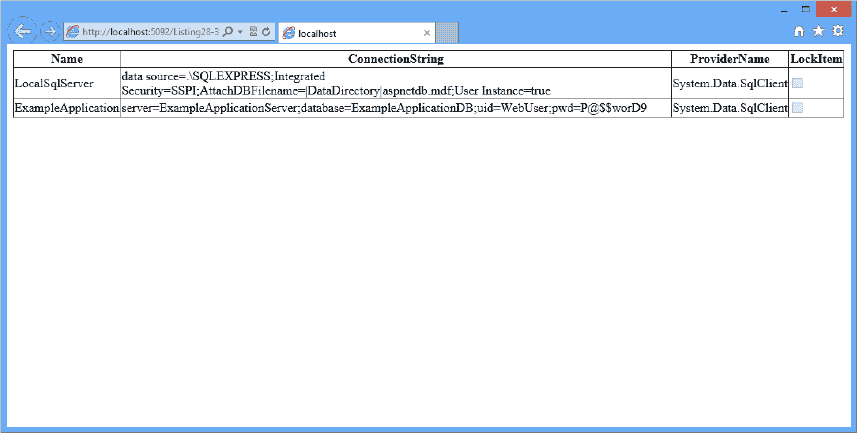 http://localhost:5092/Listing28-3
localhost
Name ConnectionString ProviderName LockItem
LocalSqlServer data source=.\SQLEXPRESS;Integrated Security=SSPI;AttachDBFilename=|DataDirectory|aspnetdb.mdf;User Instance=true System.Data.SqlClient
ExampleApplication server=ExampleApplicationServer;database=ExampleApplicationDB;uid=WebUser;pwd=P@$$worD9 System.Data.SqlClient